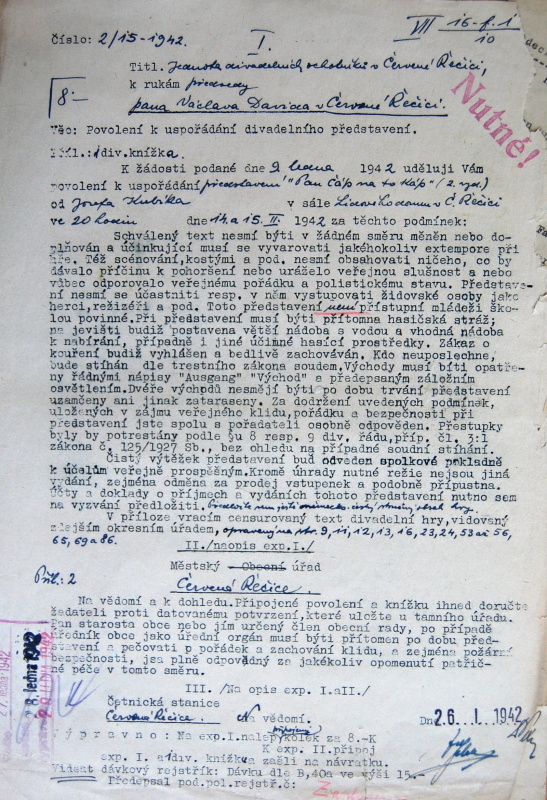 VII 16-f.1
10
Číslo: 2/15-1942.
I.
Titl. Jednota divadelních ochotníků v Červené Řečici,
k rukám předsedy
8.-
pana Václava Davida v Červené Řečici.
Nutné!
Věc: Povolení k uspořádání divadelního představení.
Příl.: 1 div.knížka.
K žádosti podané dne 9. ledna 1942 uděluji Vám
povolení k uspořádání představení "Pan Čáp na to káp" (2. vyd.)
od Josefa Kubíka v sále Lidového domu v Č. Řečici
ve 20 hodin dne 14. a 15. II. 1942 za těchto podmínek:
Schválený text nesmí býti v žádném směru měněn nebo do-
plňován a účinkující musí se vyvarovati jakéhokoliv extempore při
hře. Též scénování,kostymi a pod. nesmí obsahovati ničeho, co by
dávalo příčinu k pohoršení nebo uráželo veřejnou slušnost a nebo
vůbec odporovalo veřejnému pořádku a polistickému stavu. Představe-
ní nesmí se účastniti resp. v něm vystupovati židovské osoby jako
herci,režizéři a pod. Toto představení není přístupní mládeži ško-
lou povinné.Při představení musí býti přítomna hasičská stráž;
na jevišti budiž postavena větší nádoba s vodou a vhodná nádoba
k nabírání, případně i jiné účinné hasící prostředky. Zákaz o
kouření budiž vyhlášen a bedlivě zachováván. Kdo neuposlechne,
bude stíhán dle trestního zákona soudem.Východy musí býti opatře-
ny řádnými nápisy "Ausgang" "Východ" a předepsaným záložním
osvětlením.Dvéře východů nesmějí býti po dobu trvání představení
uzamčeny ani jinak zataraseny. Za dodržení uvedených podmínek,
uložených v zájmu veřejného klidu,pořádku a bezpečnosti při
představení jste spolu s pořadateli osobně odpověden. Přestupky
byly by potrestány podle §u 8 resp. 9 div. řádu,příp. čl. 3:1
zákona č. 125/1927 Sb., bez ohledu na případné soudní stíhání.
Čistý výtěžek představení bud odveden spolkové pokladně
k účelům veřejně prospěšným.Kromě úhrady nutné režie nejsou jiná
vydání, zejména odměna za prodej vstupenek a podobně přípustna.
Účty a doklady o příjmech a vydáních tohoto představení nutno sem
na vyzvání předložiti.
V příloze vracím censurovaný text divadelní hry,vidovaný
zdejším okresním úřadem, opravený na str. 9, 11, 12, 13, 16, 23, 24, 53 až 56,
65, 69 a 86.
II./naopis exp.I./
Městský Obecní úřad
Příl.: 2
Červená Řečice.
Na vědomí a k dohledu.Připojené povolení a knížku ihned doručte
žedateli proti datovanému potvrzení,které uložte u tamního úřadu.
Pan starosta obce nebo jím určený člen obecní rady, po případě
úředník obce jako úřední orgán musí býti přítomen po dobu před-
stavení a pečovati p pořádek a zachování klidu, a zejména požární
bezpečnosti, jsa plně odpovědný za jakékoliv opomenutí patřič-
né péče v tomto směru.
III. /Na opis exp. I.aII./
Četnická stanice
Červená Řečice. Na vědomí. Dne 26. I. 1942
Výpravno: Na exp.I.nalep kolek za 8.-K
K exp. II.připoj
exp. I. a 1div. knížku a zašli na návratku.
Vidsat dávkový rejstřík: Dávku dle B,40a ve výši 15.-
Předepsal pod.pol.rejstř.č: